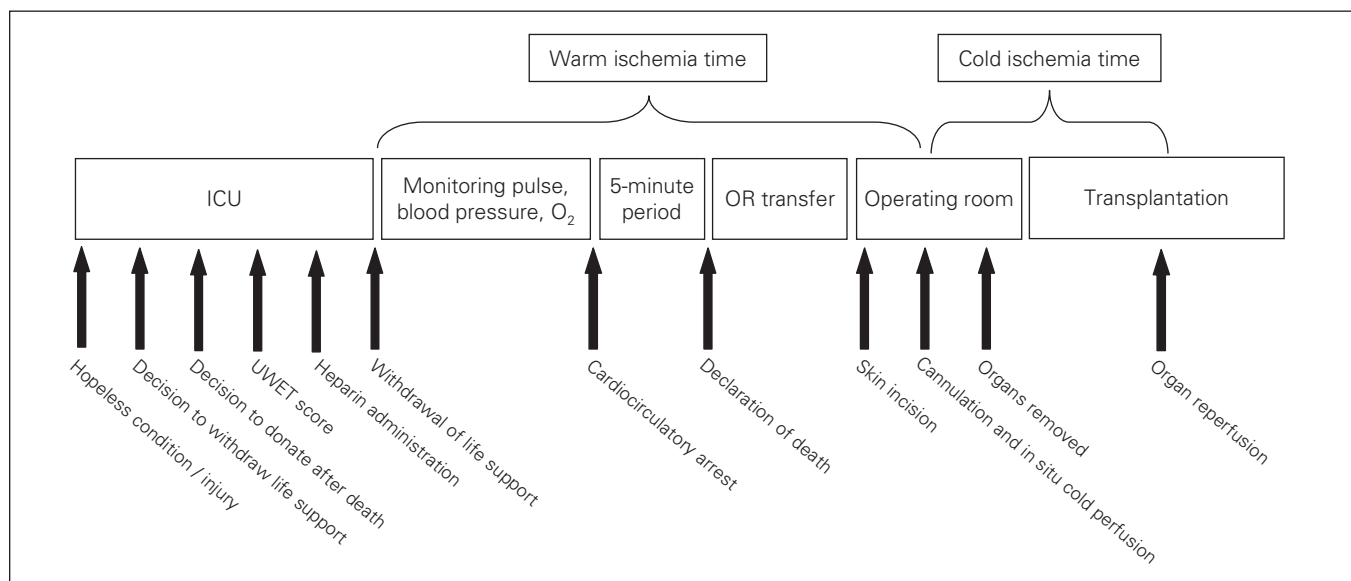 Warm ischemia time
Cold ischemia time
ICU
Monitoring pulse,
blood pressure, O₂
5-minute
period
OR transfer
Operating room
Transplantation
Hopeless condition / injury
Decision to withdraw life support
Decision to donate after death
UWET score
Heparin administration
Withdrawal of life support
Cardiocirculatory arrest
Declaration of death
Skin incision
Cannulation and in situ cold perfusion
Organs removed
Organ reperfusion